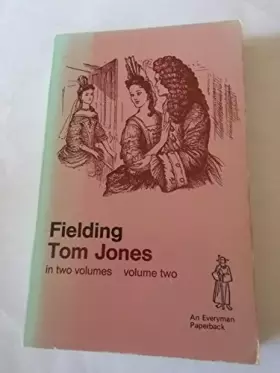 Fielding
Tom Jones
in two volumes volume two
An Everyman
Paperback